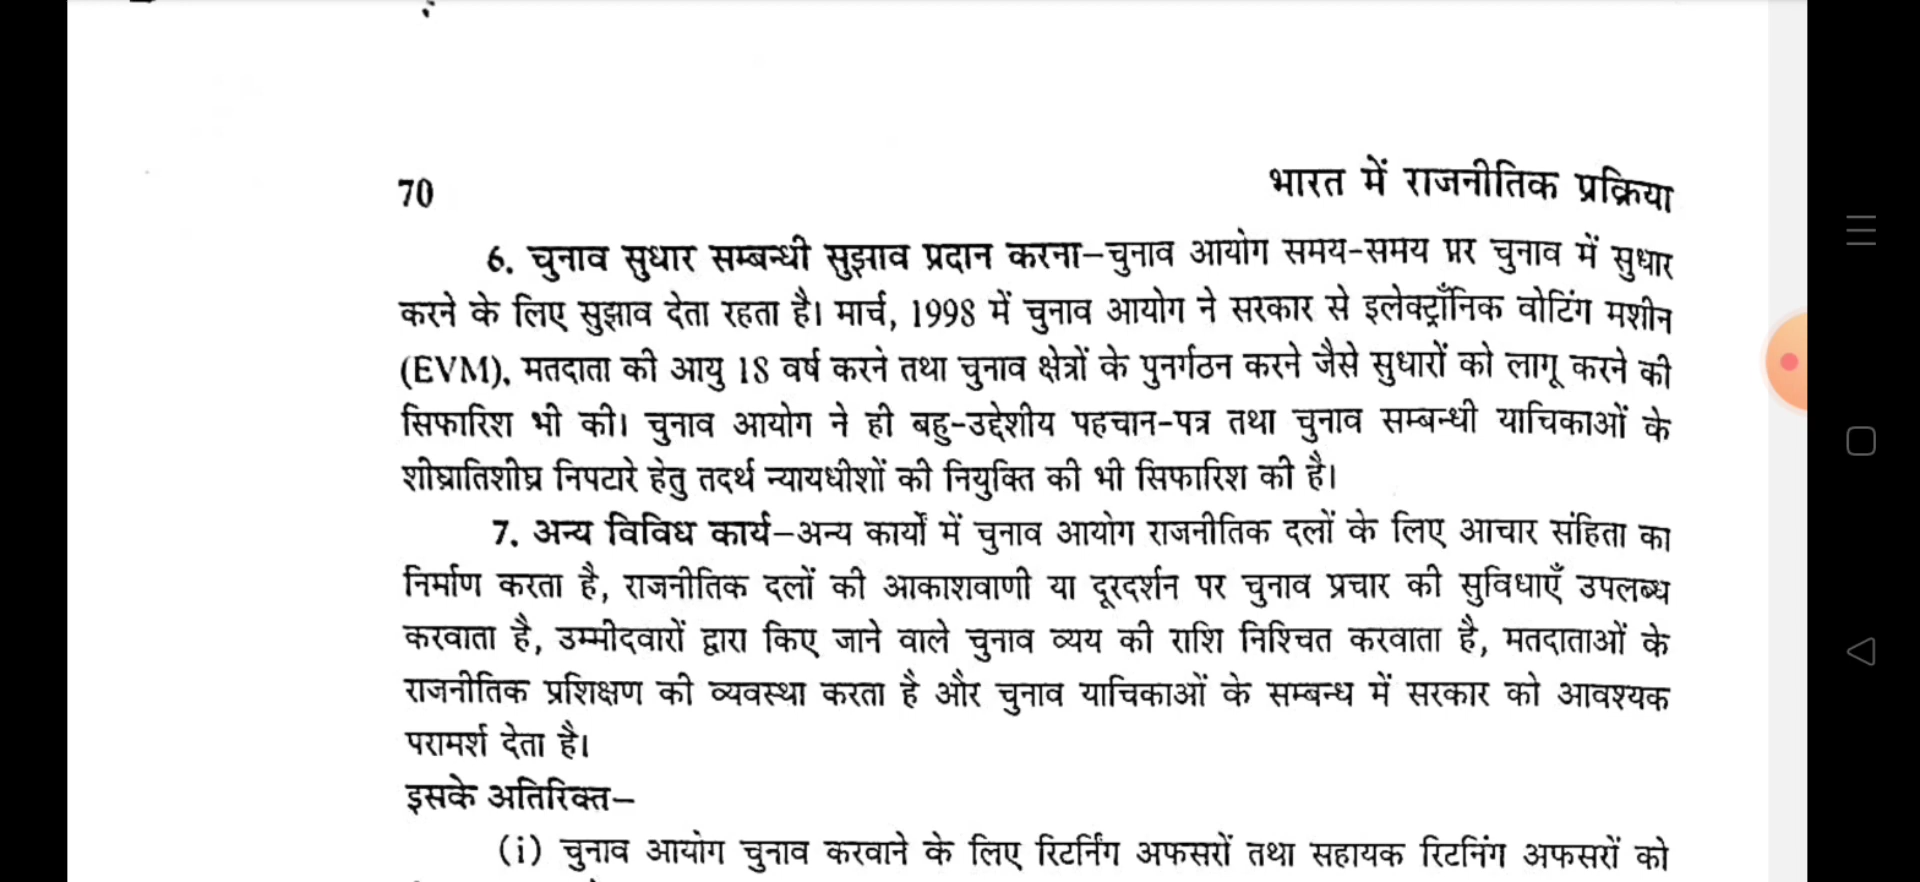 70
भारत में राजनीतिक प्रक्रिया
6. चुनाव सुधार सम्बन्धी सुझाव प्रदान करना–चुनाव आयोग समय-समय पर चुनाव में सुधार
करने के लिए सुझाव देता रहता है। मार्च, 1998 में चुनाव आयोग ने सरकार से इलेक्ट्रॉनिक वोटिंग मशीन
(EVM), मतदाता की आयु 18 वर्ष करने तथा चुनाव क्षेत्रों के पुनर्गठन करने जैसे सुधारों को लागू करने की
सिफारिश भी की। चुनाव आयोग ने ही बहु-उद्देशीय पहचान-पत्र तथा चुनाव सम्बन्धी याचिकाओं के
शीघ्रातिशीघ्र निपटारे हेतु तदर्थ न्यायधीशों की नियुक्ति की भी सिफारिश की है।
7. अन्य विविध कार्य–अन्य कार्यों में चुनाव आयोग राजनीतिक दलों के लिए आचार संहिता का
निर्माण करता है, राजनीतिक दलों की आकाशवाणी या दूरदर्शन पर चुनाव प्रचार की सुविधाएँ उपलब्ध
करवाता है, उम्मीदवारों द्वारा किए जाने वाले चुनाव व्यय की राशि निश्चित करवाता है, मतदाताओं के
राजनीतिक प्रशिक्षण की व्यवस्था करता है और चुनाव याचिकाओं के सम्बन्ध में सरकार को आवश्यक
परामर्श देता है।
इसके अतिरिक्त–
(i) चुनाव आयोग चुनाव करवाने के लिए रिटर्निंग अफसरों तथा सहायक रिटनिंग अफसरों को